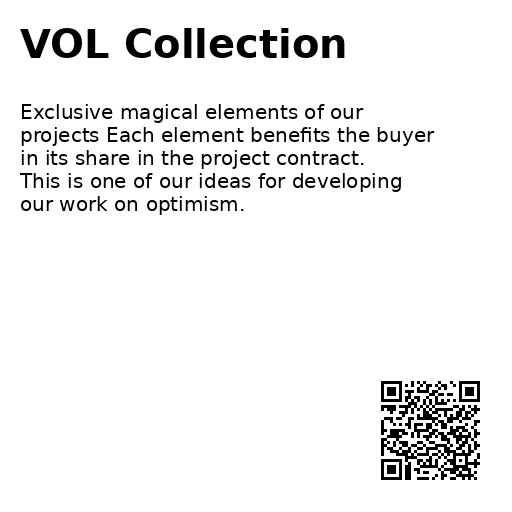 VOL Collection
Exclusive magical elements of our
projects Each element benefits the buyer
in its share in the project contract.
This is one of our ideas for developing
our work on optimism.